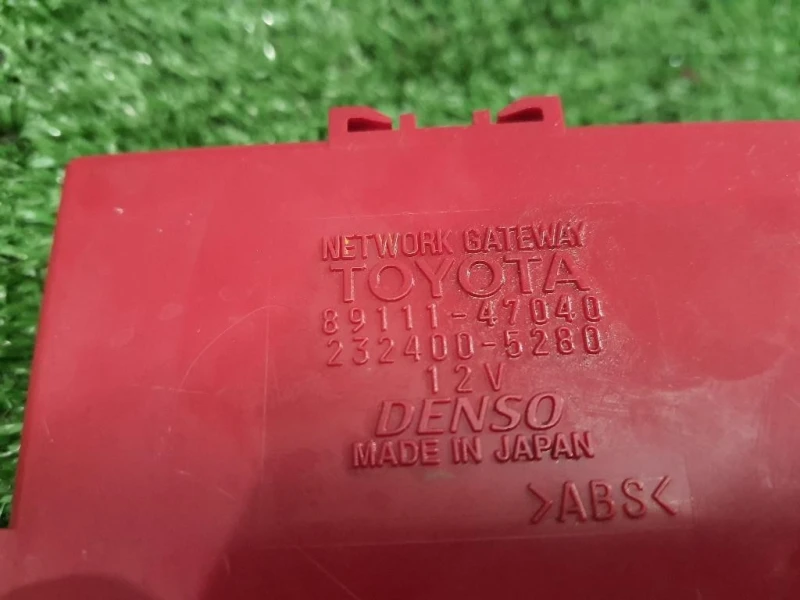 NETWORK GATEWAY
TOYOTA
89111-47040
232400-5280
12V
DENSO
MADE IN JAPAN
>ABS<